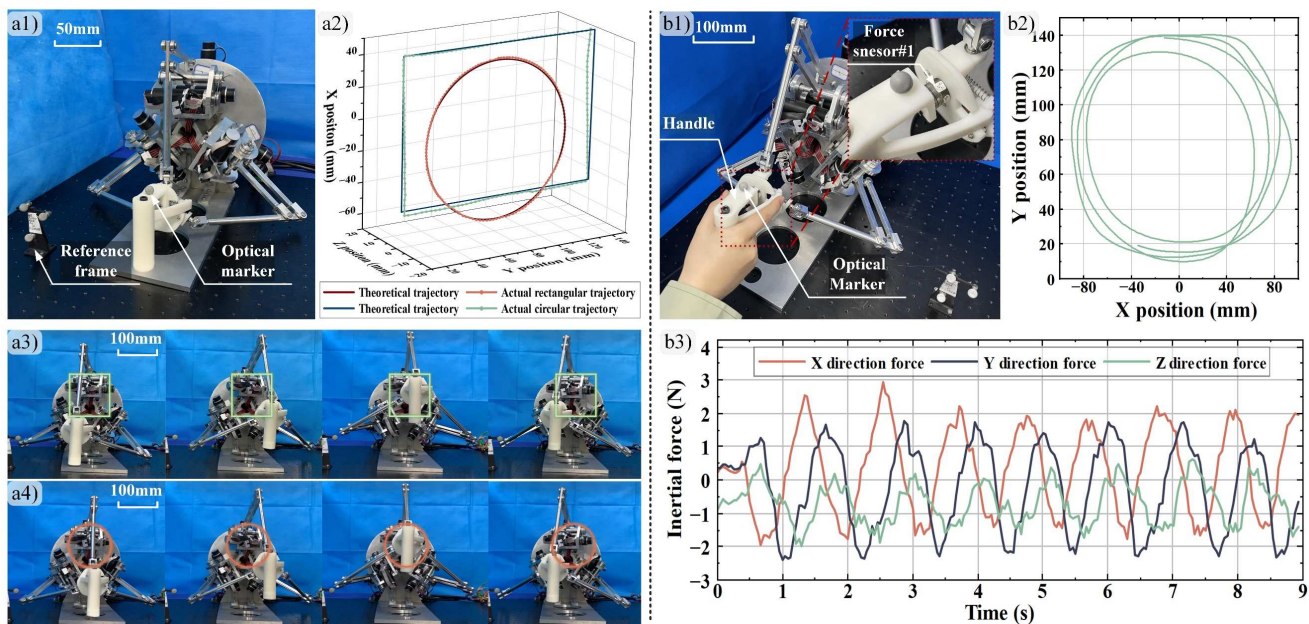 a1)
50mm
Reference
frame
Optical
marker
a2)
X positon (mm)
40
20
0
−20
−40
−60
Z positon (mm)
Y positon (mm)
Theoretical trajectory
Actual rectangular trajectory
Theoretical trajectory
Actual circular trajectory
a3)
100mm
a4)
100mm
b1)
100mm
Force
snesor#1
Handle
Optical
Marker
b2)
Y position (mm)
140
120
100
80
60
40
20
0
−80
−40
0
40
80
X position (mm)
b3)
X direction force
Y direction force
Z direction force
Inertial force (N)
4
3
2
1
0
−1
−2
−3
0
1
2
3
4
5
6
7
8
9
Time (s)